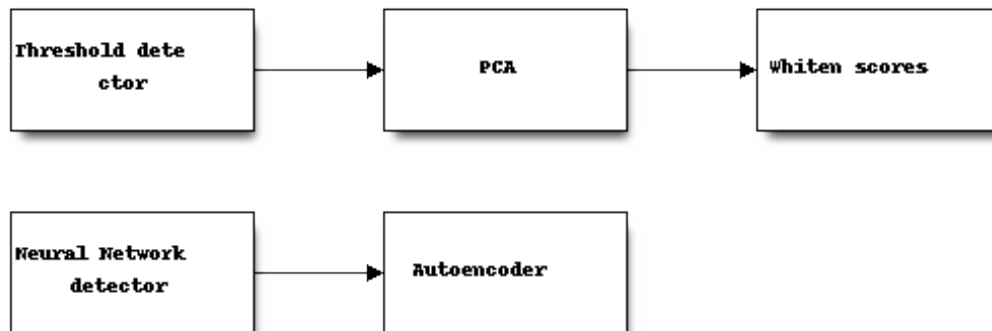 Threshold dete
ctor
PCA
Whiten scores
Neural Network
detector
Autoencoder